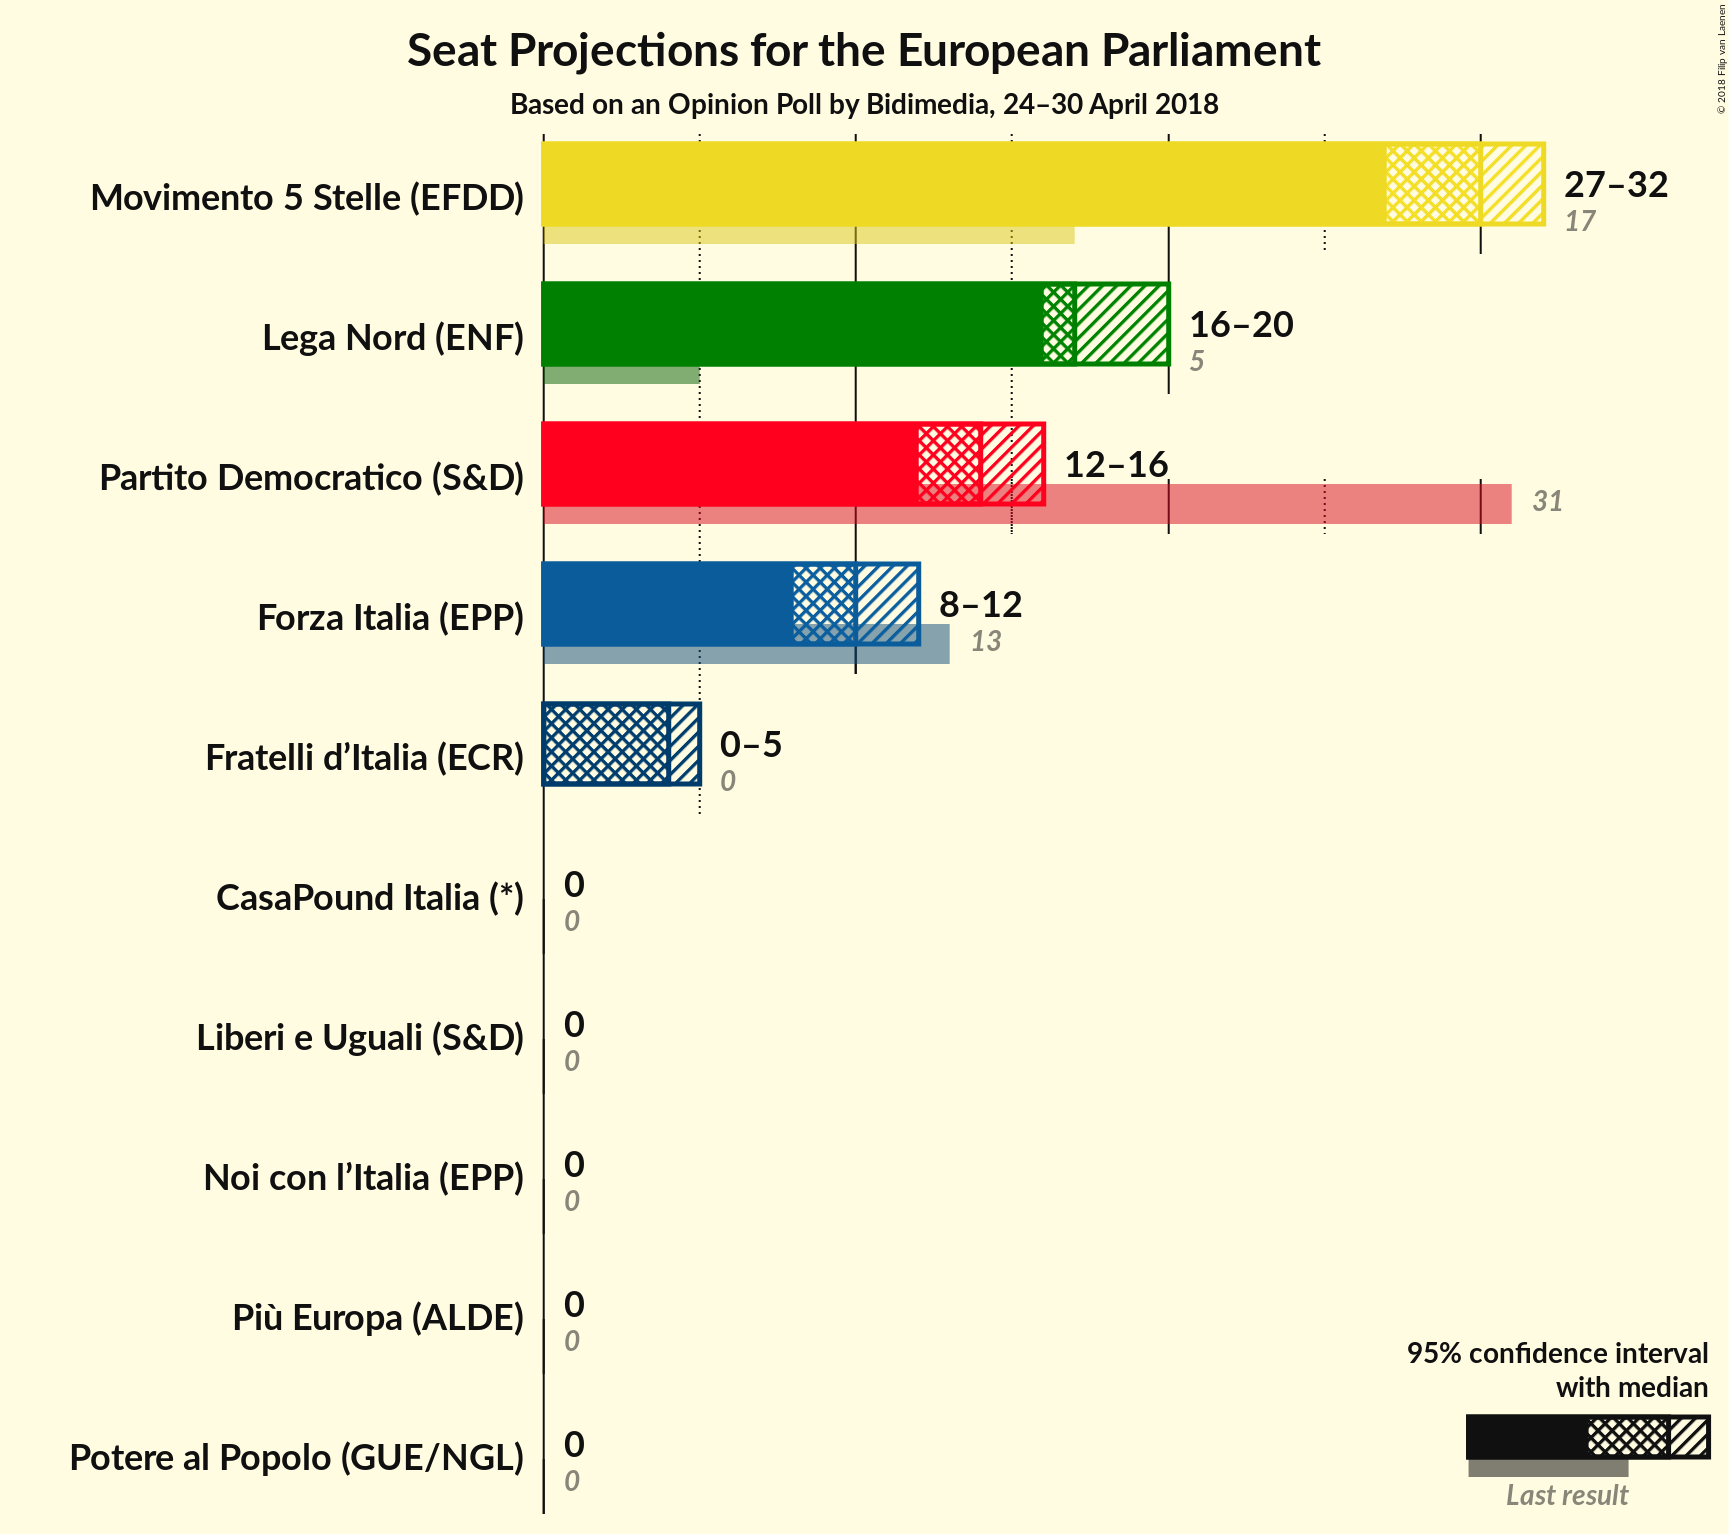 Seat Projections for the European Parliament
Based on an Opinion Poll by Bidimedia, 24–30 April 2018
© 2018 Filip van Laenen
Movimento 5 Stelle (EFDD)
27–32
17
Lega Nord (ENF)
16–20
5
Partito Democratico (S&D)
12–16
31
Forza Italia (EPP)
8–12
13
Fratelli d’Italia (ECR)
0–5
0
CasaPound Italia (*)
0
0
Liberi e Uguali (S&D)
0
0
Noi con l’Italia (EPP)
0
0
Più Europa (ALDE)
0
0
Potere al Popolo (GUE/NGL)
0
0
95% confidence interval
with median
Last result